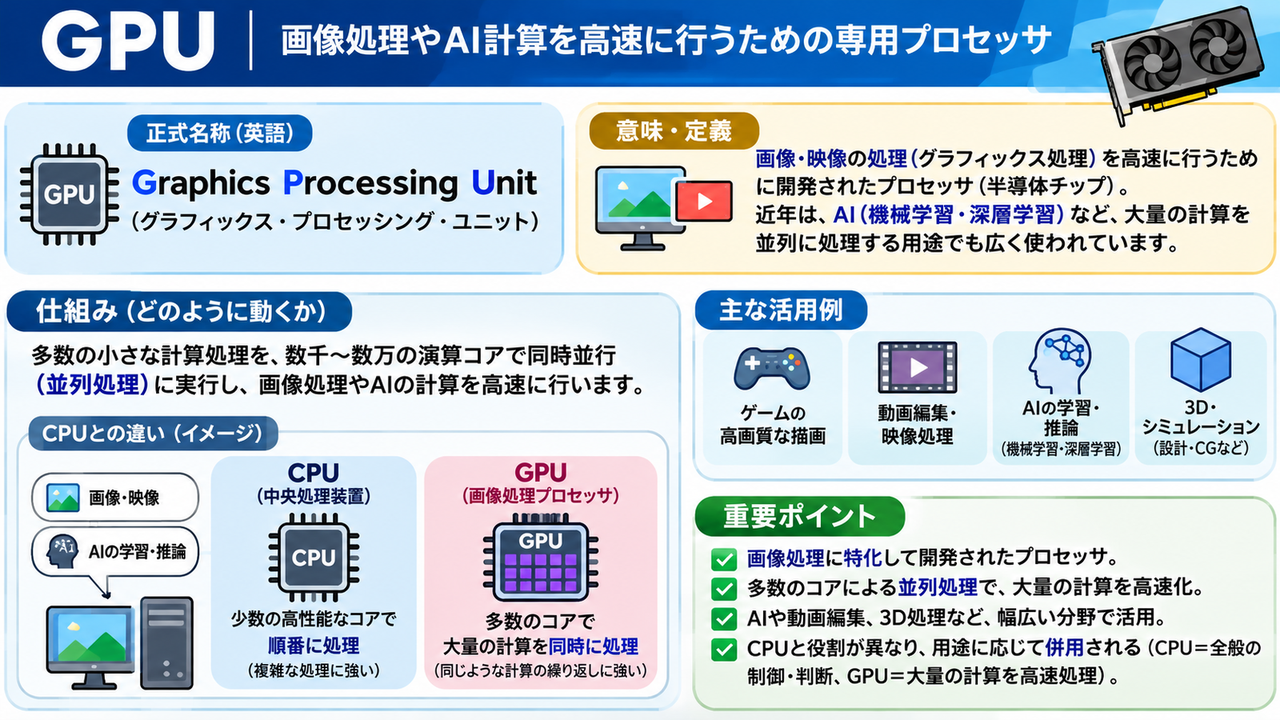 GPU
画像処理やAI計算を高速に行うための専用プロセッサ
正式名称(英語)
GPU
Graphics Processing Unit
(グラフィックス・プロセッシング・ユニット)
意味・定義
画像・映像の処理(グラフィックス処理)を高速に行うため
に開発されたプロセッサ(半導体チップ)。
近年は、AI(機械学習・深層学習)など、大量の計算を
並列に処理する用途でも広く使われています。
仕組み(どのように動くか)
多数の小さな計算処理を、数千〜数万の演算コアで同時並行
(並列処理)に実行し、画像処理やAIの計算を高速に行います。
CPUとの違い(イメージ)
画像・映像
AI
AIの学習・推論
CPU
(中央処理装置)
CPU
少数の高性能なコアで
順番に処理
(複雑な処理に強い)
GPU
(画像処理プロセッサ)
GPU
多数のコアで
大量の計算を同時に処理
(同じような計算の繰り返しに強い)
主な活用例
ゲームの
高画質な描画
動画編集・
映像処理
AIの学習・
推論
(機械学習・深層学習)
3D・
シミュレーション
(設計・CGなど)
重要ポイント
画像処理に特化して開発されたプロセッサ。
多数のコアによる並列処理で、大量の計算を高速化。
AIや動画編集、3D処理など、幅広い分野で活用。
CPUと役割が異なり、用途に応じて併用される(CPU=全般の
制御・判断、GPU=大量の計算を高速処理)。